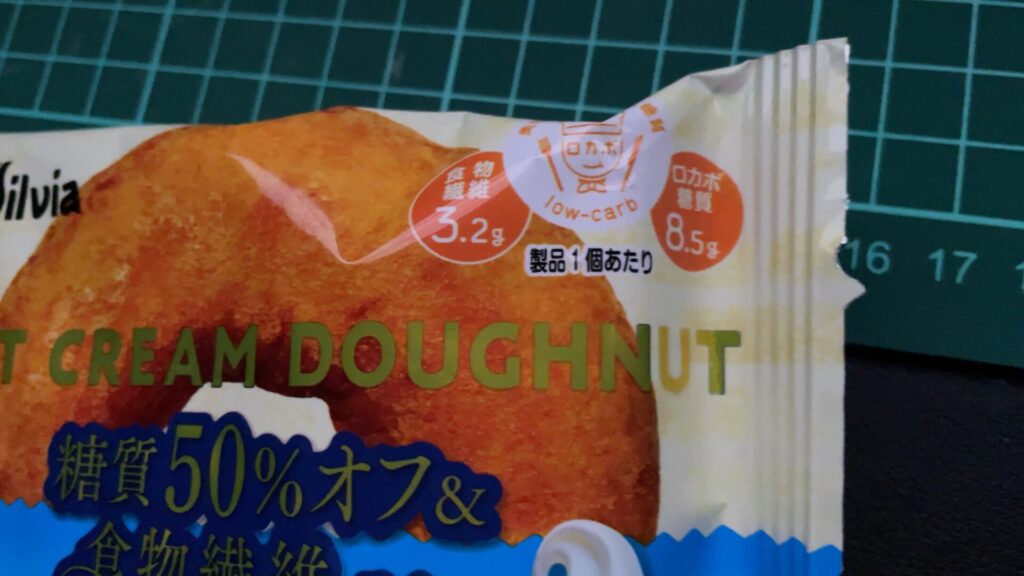 Silvia
食物
繊維
3.2g
ロカボ
low-carb
ロカボ
糖質
8.5g
製品1個あたり
16 17
T CREAM DOUGHNUT
糖質50%オフ&
食物繊維